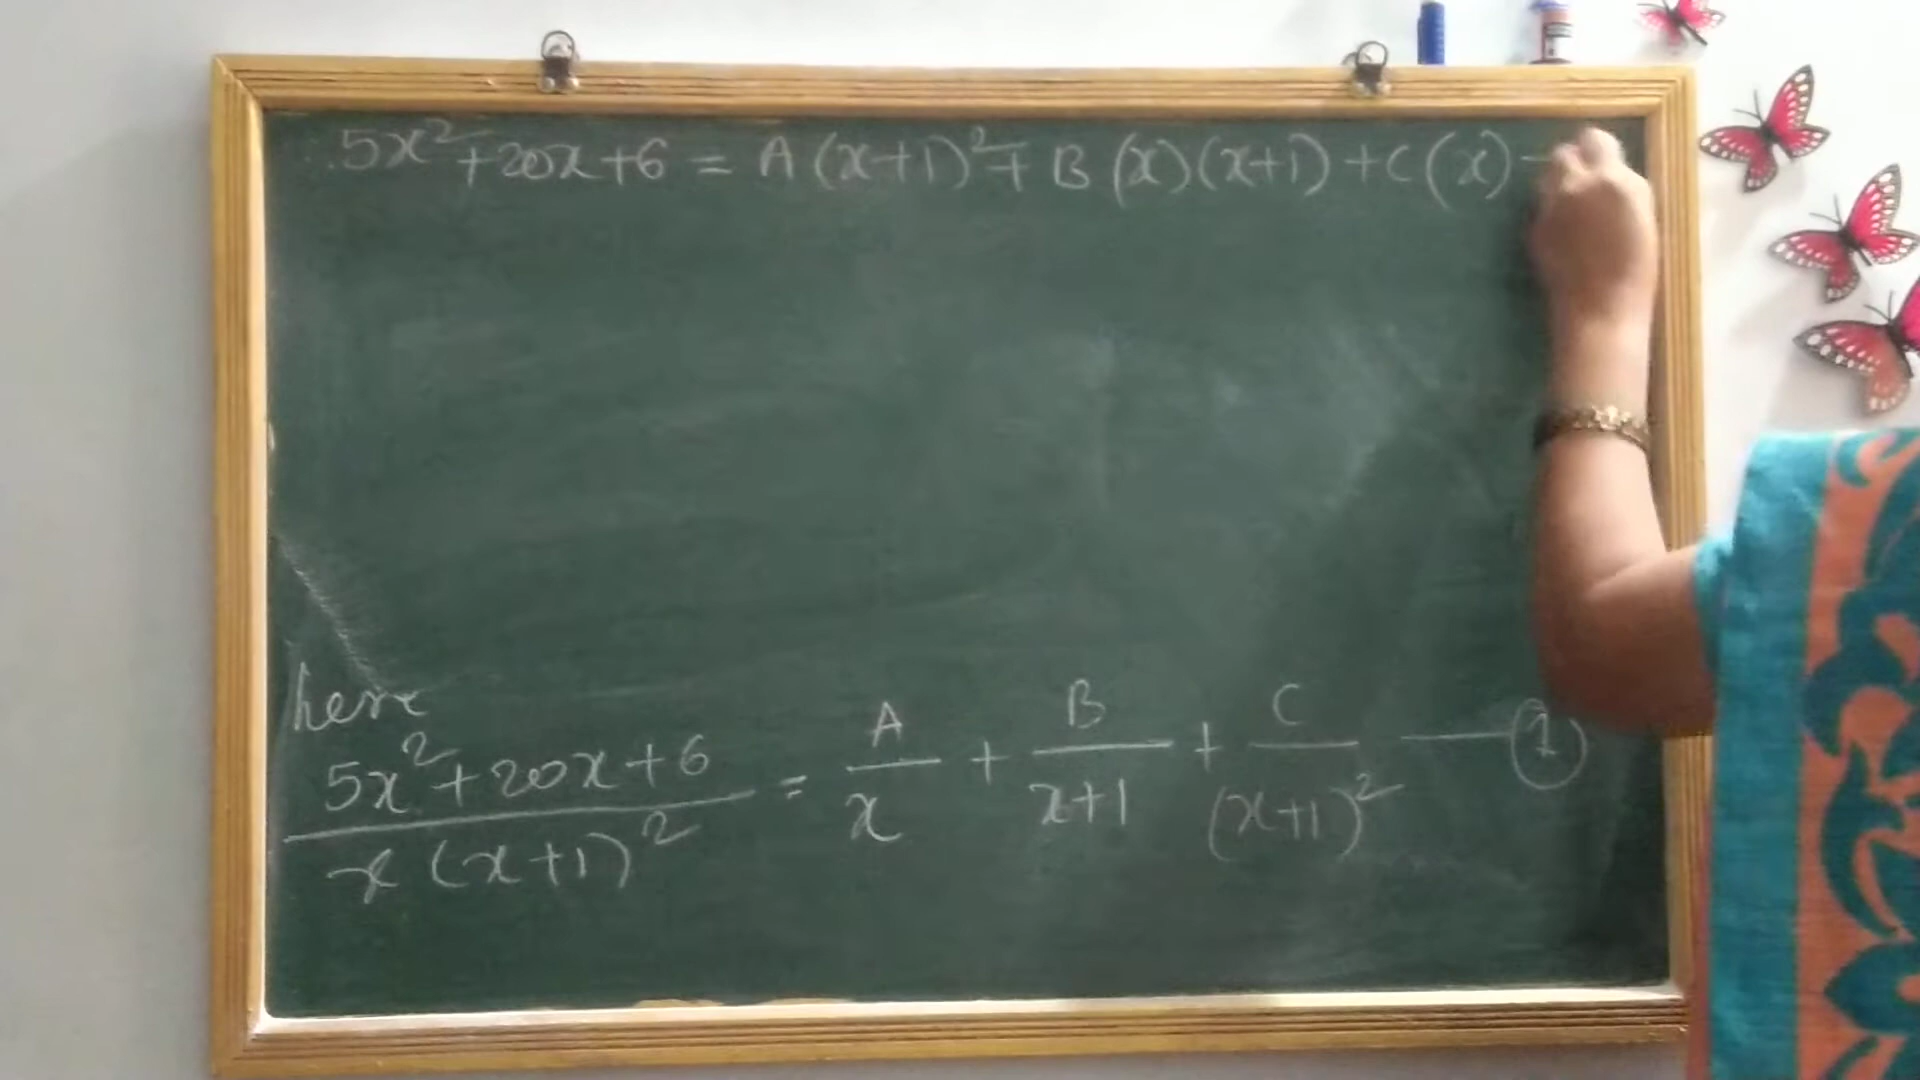 5x²+20x+6 = A(x+1)²+ B(x)(x+1)+C(x) —
here
5x²+20x+6 / x(x+1)² = A/x + B/x+1 + C/(x+1)² — ①